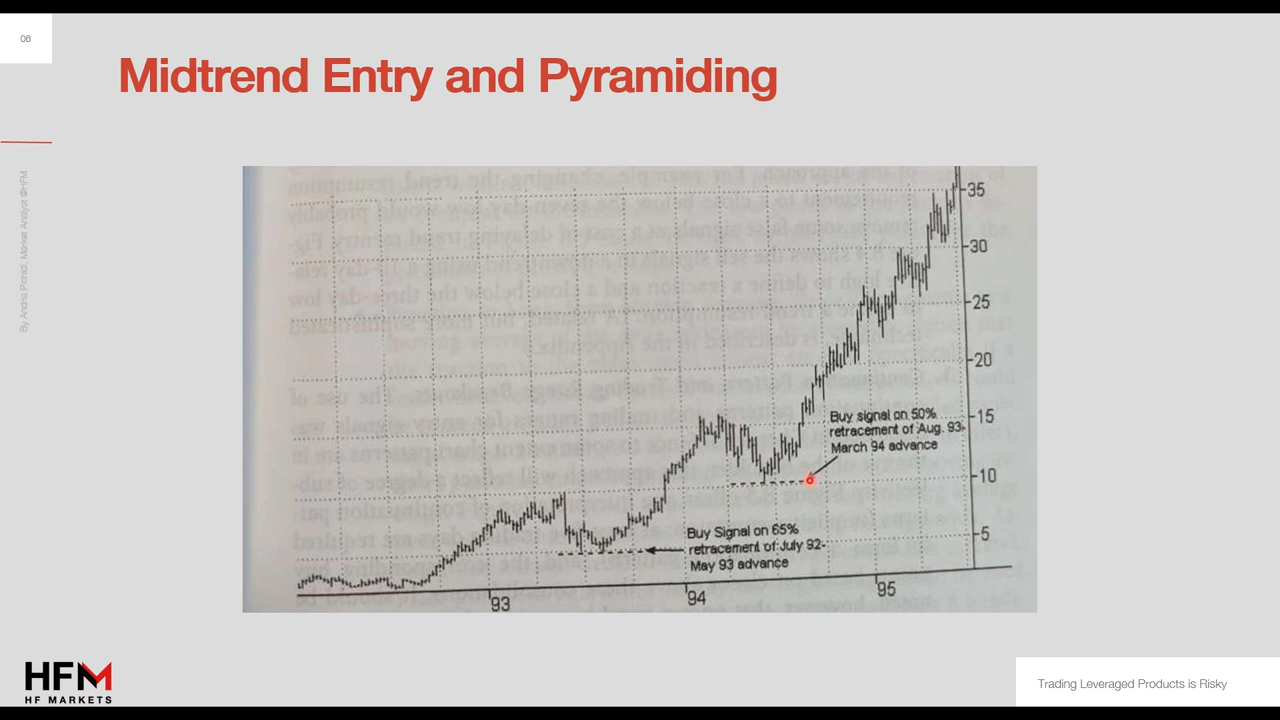 06
Midtrend Entry and Pyramiding
By Andria Pichidi, Market Analyst @HFM
35
30
25
20
15
10
5
Buy signal on 50%
retracement of Aug. 93-
March 94 advance
Buy Signal on 65%
retracement of July 92-
May 93 advance
93
94
95
HFM
HF MARKETS
Trading Leveraged Products is Risky